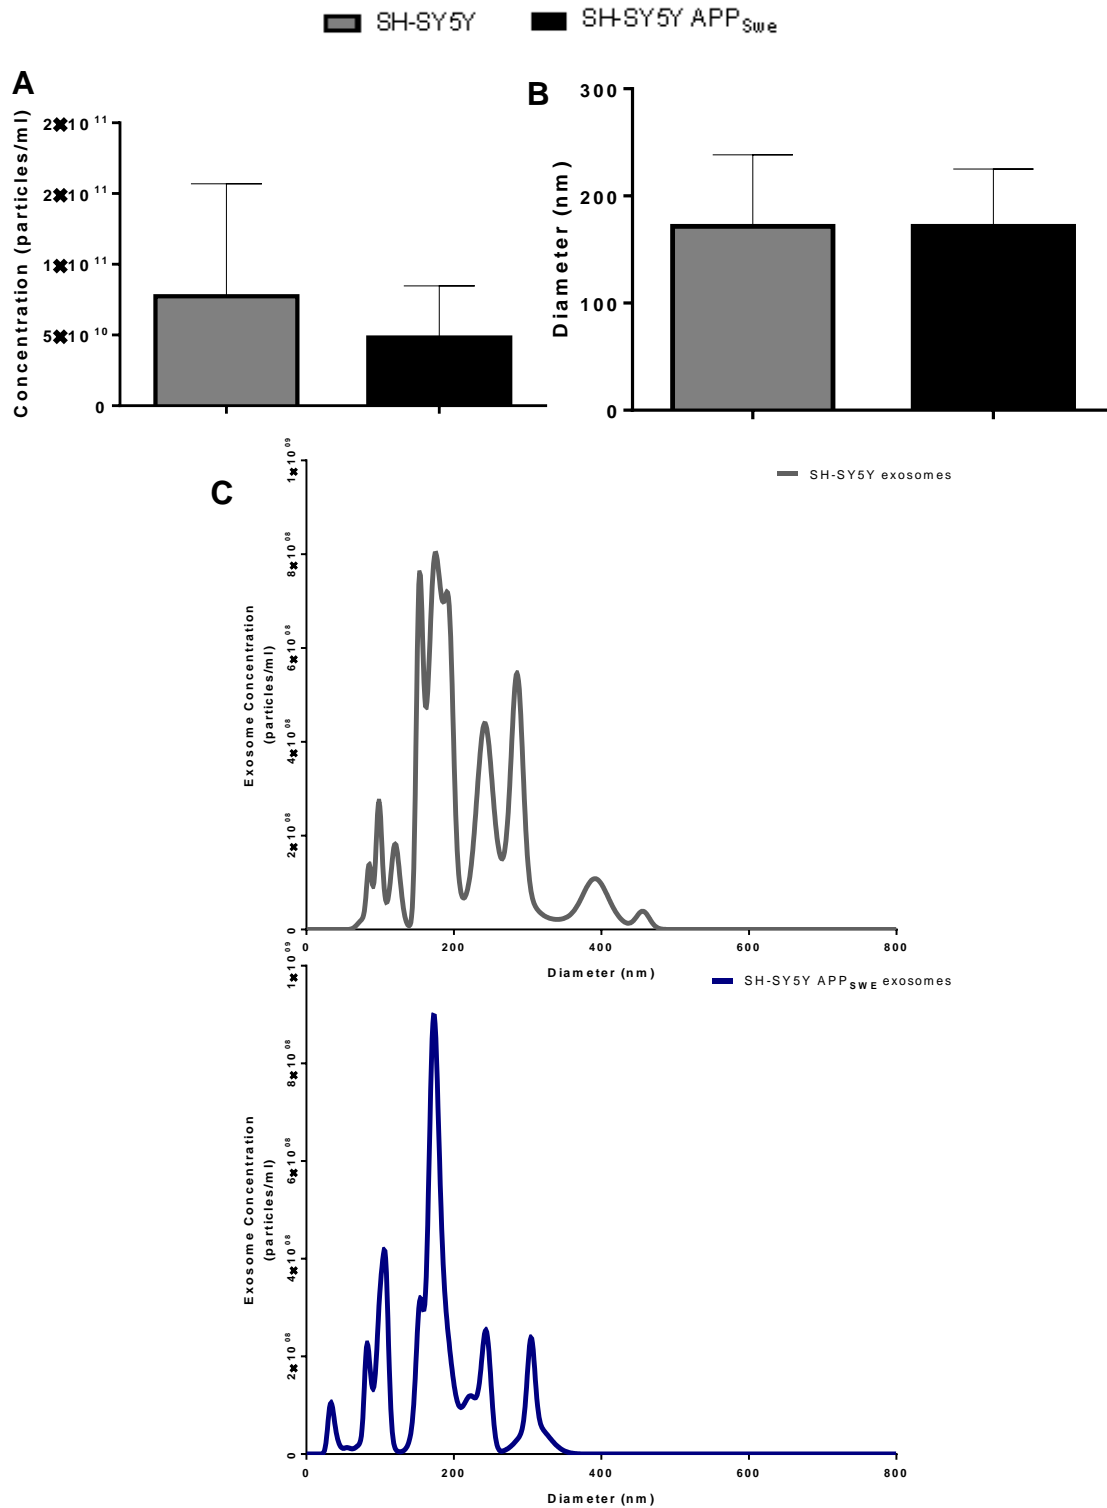 SH-SY5Y
SH-SY5Y APPSwe
A
Concentration (particles/ml)
2✖10 11
2✖10 11
1✖10 11
5✖10 10
0
B
Diameter (nm)
300
200
100
0
C
SH-SY5Y exosomes
Exosome Concentration
(particles/ml)
1✖10 09
8✖10 08
6✖10 08
4✖10 08
2✖10 08
0
0 200 400 600 800
Diameter (nm)
SH-SY5Y APPSWE exosomes
Exosome Concentration
(particles/ml)
1✖10 09
8✖10 08
6✖10 08
4✖10 08
2✖10 08
0
0 200 400 600 800
Diameter (nm)